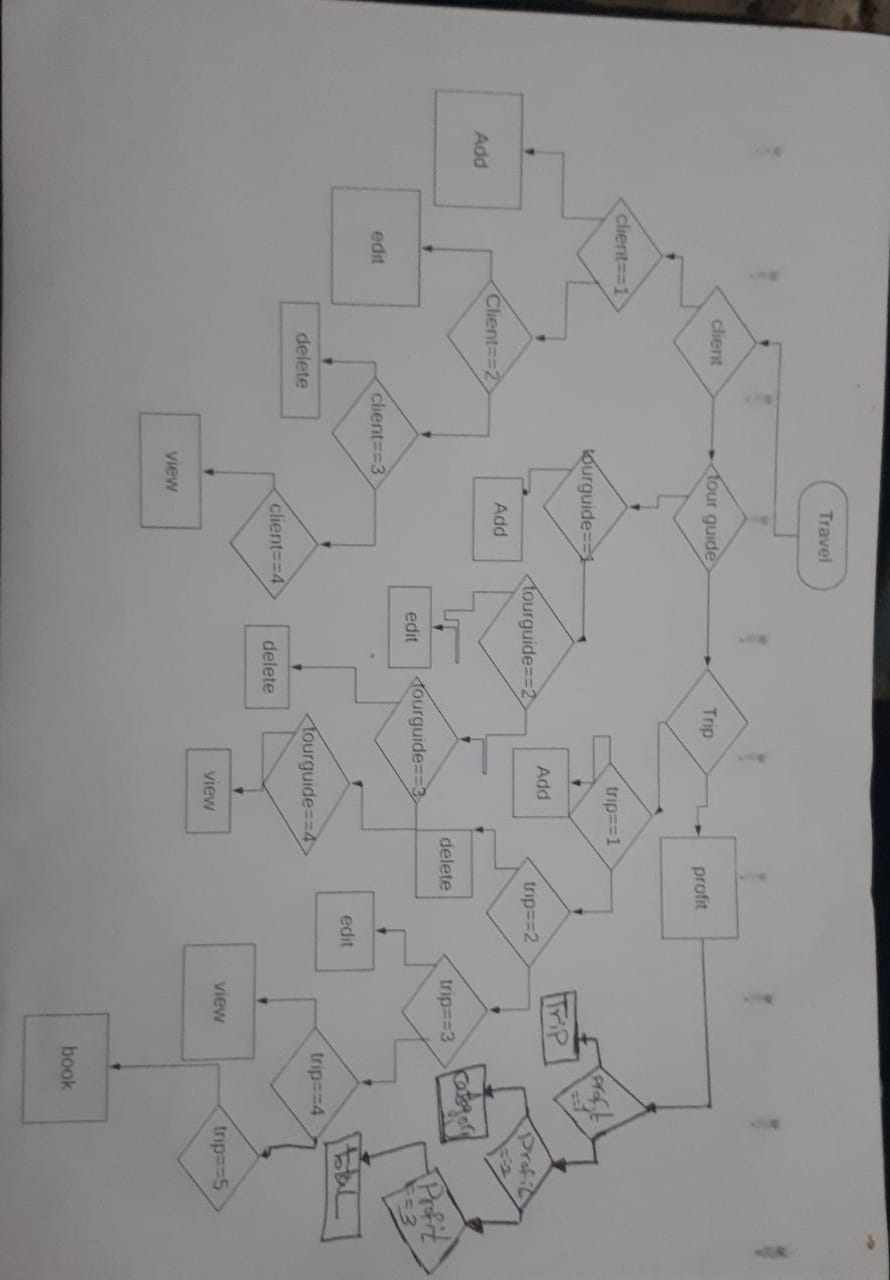 Travel
client
tour guide
Trip
profit
client==1
Add
Client==2
edit
client==3
delete
client==4
view
tourguide==1
Add
tourguide==2
edit
tourguide==3
delete
tourguide==4
view
trip==1
Add
trip==2
delete
trip==3
edit
trip==4
view
trip==5
book
Profit
==1
Trip
Profit
==2
Category
Profit
==3
total